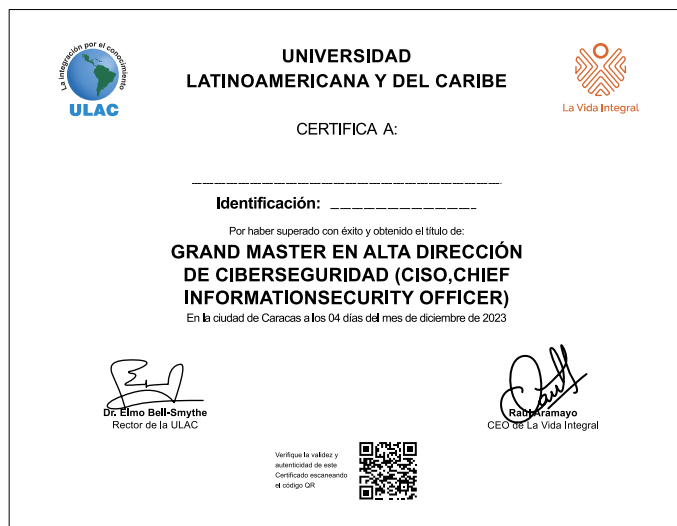 La integración por el conocimiento
ULAC
UNIVERSIDAD
LATINOAMERICANA Y DEL CARIBE
La Vida Integral
CERTIFICA A:
Identificación:
Por haber superado con éxito y obtenido el título de:
GRAND MASTER EN ALTA DIRECCIÓN
DE CIBERSEGURIDAD (CISO,CHIEF
INFORMATIONSECURITY OFFICER)
En la ciudad de Caracas a los 04 días del mes de diciembre de 2023
Dr. Elmo Bell-Smythe
Rector de la ULAC
Raul Aramayo
CEO de La Vida Integral
Verifique la validez y
autenticidad de este
Certificado escaneando
el código QR